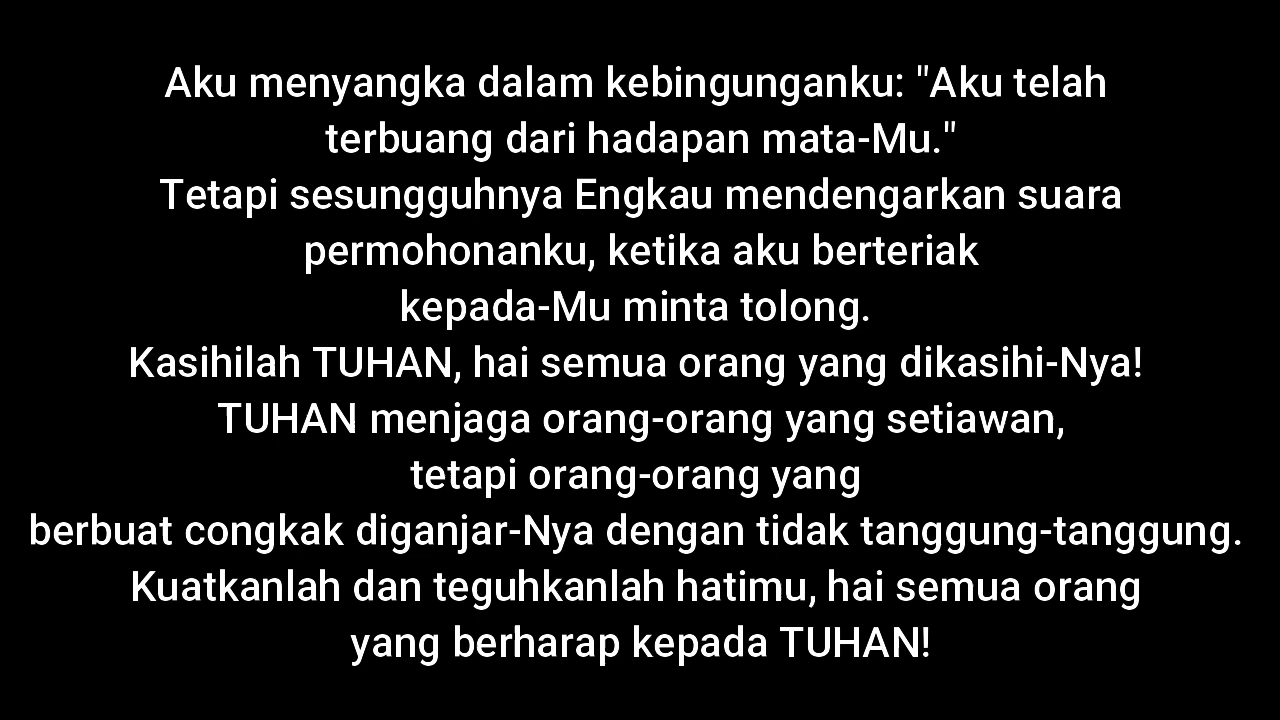 Aku menyangka dalam kebingunganku: "Aku telah
terbuang dari hadapan mata-Mu."
Tetapi sesungguhnya Engkau mendengarkan suara
permohonanku, ketika aku berteriak
kepada-Mu minta tolong.
Kasihilah TUHAN, hai semua orang yang dikasihi-Nya!
TUHAN menjaga orang-orang yang setiawan,
tetapi orang-orang yang
berbuat congkak diganjar-Nya dengan tidak tanggung-tanggung.
Kuatkanlah dan teguhkanlah hatimu, hai semua orang
yang berharap kepada TUHAN!